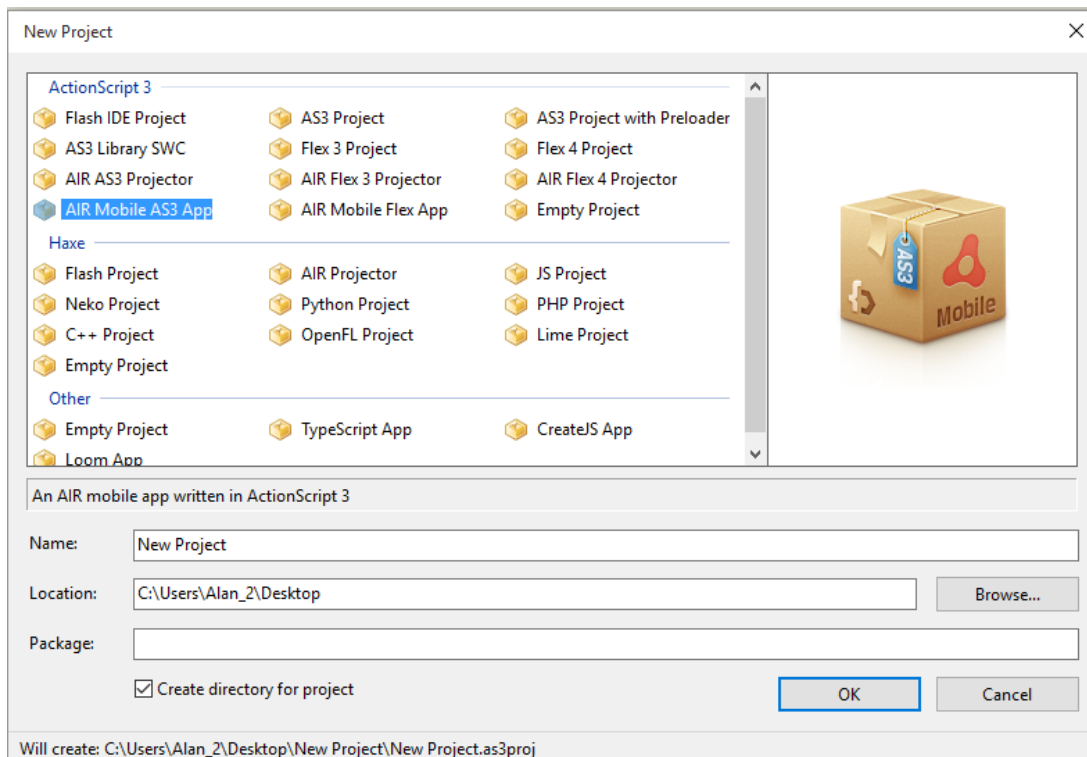 New Project
ActionScript 3
Flash IDE Project AS3 Project AS3 Project with Preloader
AS3 Library SWC Flex 3 Project Flex 4 Project
AIR AS3 Projector AIR Flex 3 Projector AIR Flex 4 Projector
AIR Mobile AS3 App AIR Mobile Flex App Empty Project
Haxe
Flash Project AIR Projector JS Project
Neko Project Python Project PHP Project
C++ Project OpenFL Project Lime Project
Empty Project
Other
Empty Project TypeScript App CreateJS App
Loom App
AS3
Mobile
An AIR mobile app written in ActionScript 3
Name: New Project
Location: C:\Users\Alan_2\Desktop Browse...
Package:
Create directory for project OK Cancel
Will create: C:\Users\Alan_2\Desktop\New Project\New Project.as3proj